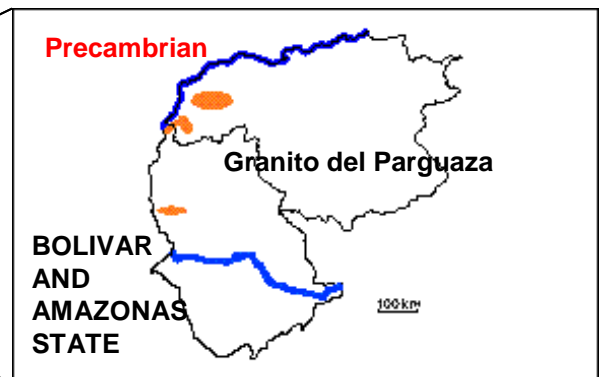 Precambrian
Granito del Parguaza
BOLIVAR
AND
AMAZONAS
STATE
100 km